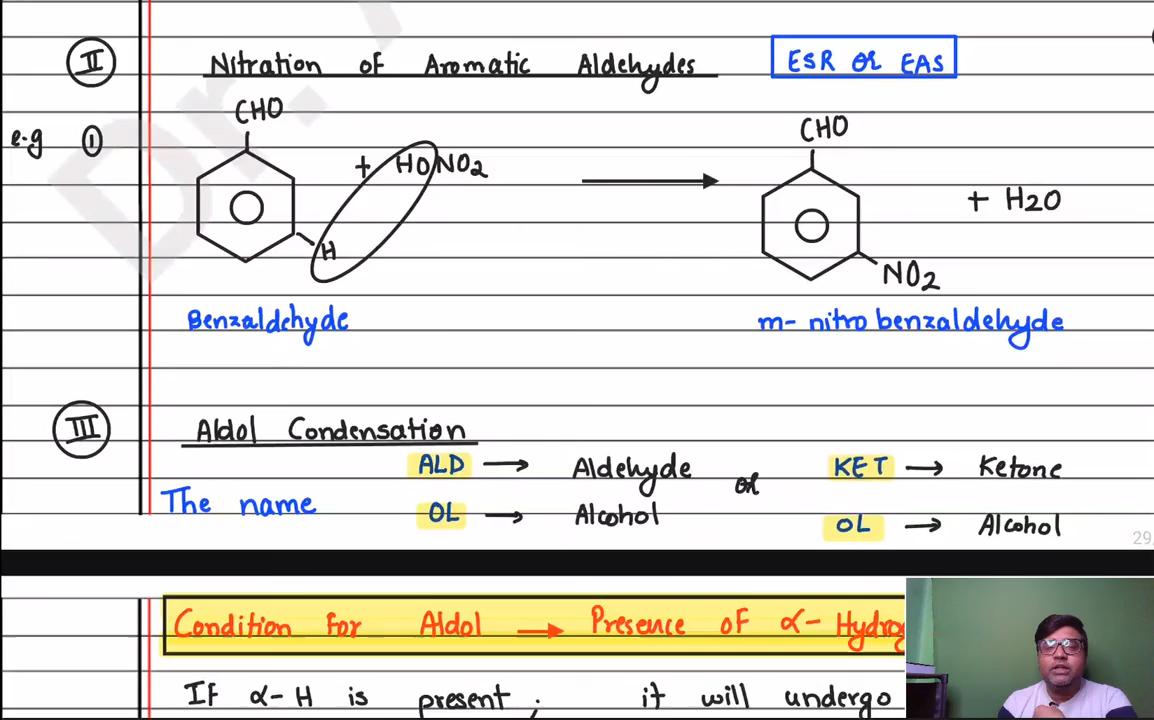 II Nitration of Aromatic Aldehydes ESR or EAS
e.g ① CHO + HONO2 → CHO + H2O
H NO2
Benzaldehyde m- nitro benzaldehyde
III Aldol Condensation
ALD → Aldehyde or KET → Ketone
The name OL → Alcohol OL → Alcohol
29
Condition For Aldol → Presence OF α- Hydrog
IF α-H is present ; it will undergo